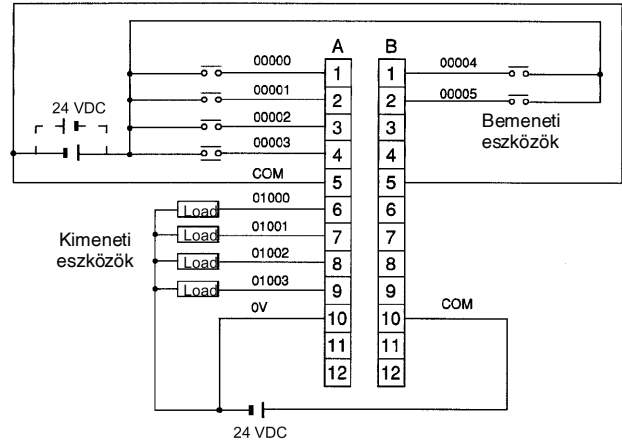 A B
00000
00001
00002
00003
COM
24 VDC
1
2
3
4
5
6
7
8
9
10
11
12
1
2
3
4
5
6
7
8
9
10
11
12
00004
00005
Bemeneti
eszközök
Kimeneti
eszközök
Load 01000
Load 01001
Load 01002
Load 01003
0V
COM
24 VDC